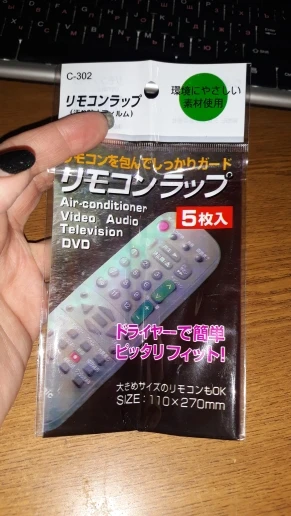 C-302
リモコンラップ
環境にやさしい
素材使用
リモコンを包んでしっかりガード
リモコンラップ
Air-conditioner
Video Audio
Television
DVD
5枚入
ドライヤーで簡単
ピッタリフィット!
大きめサイズのリモコンもOK
SIZE:110×270mm